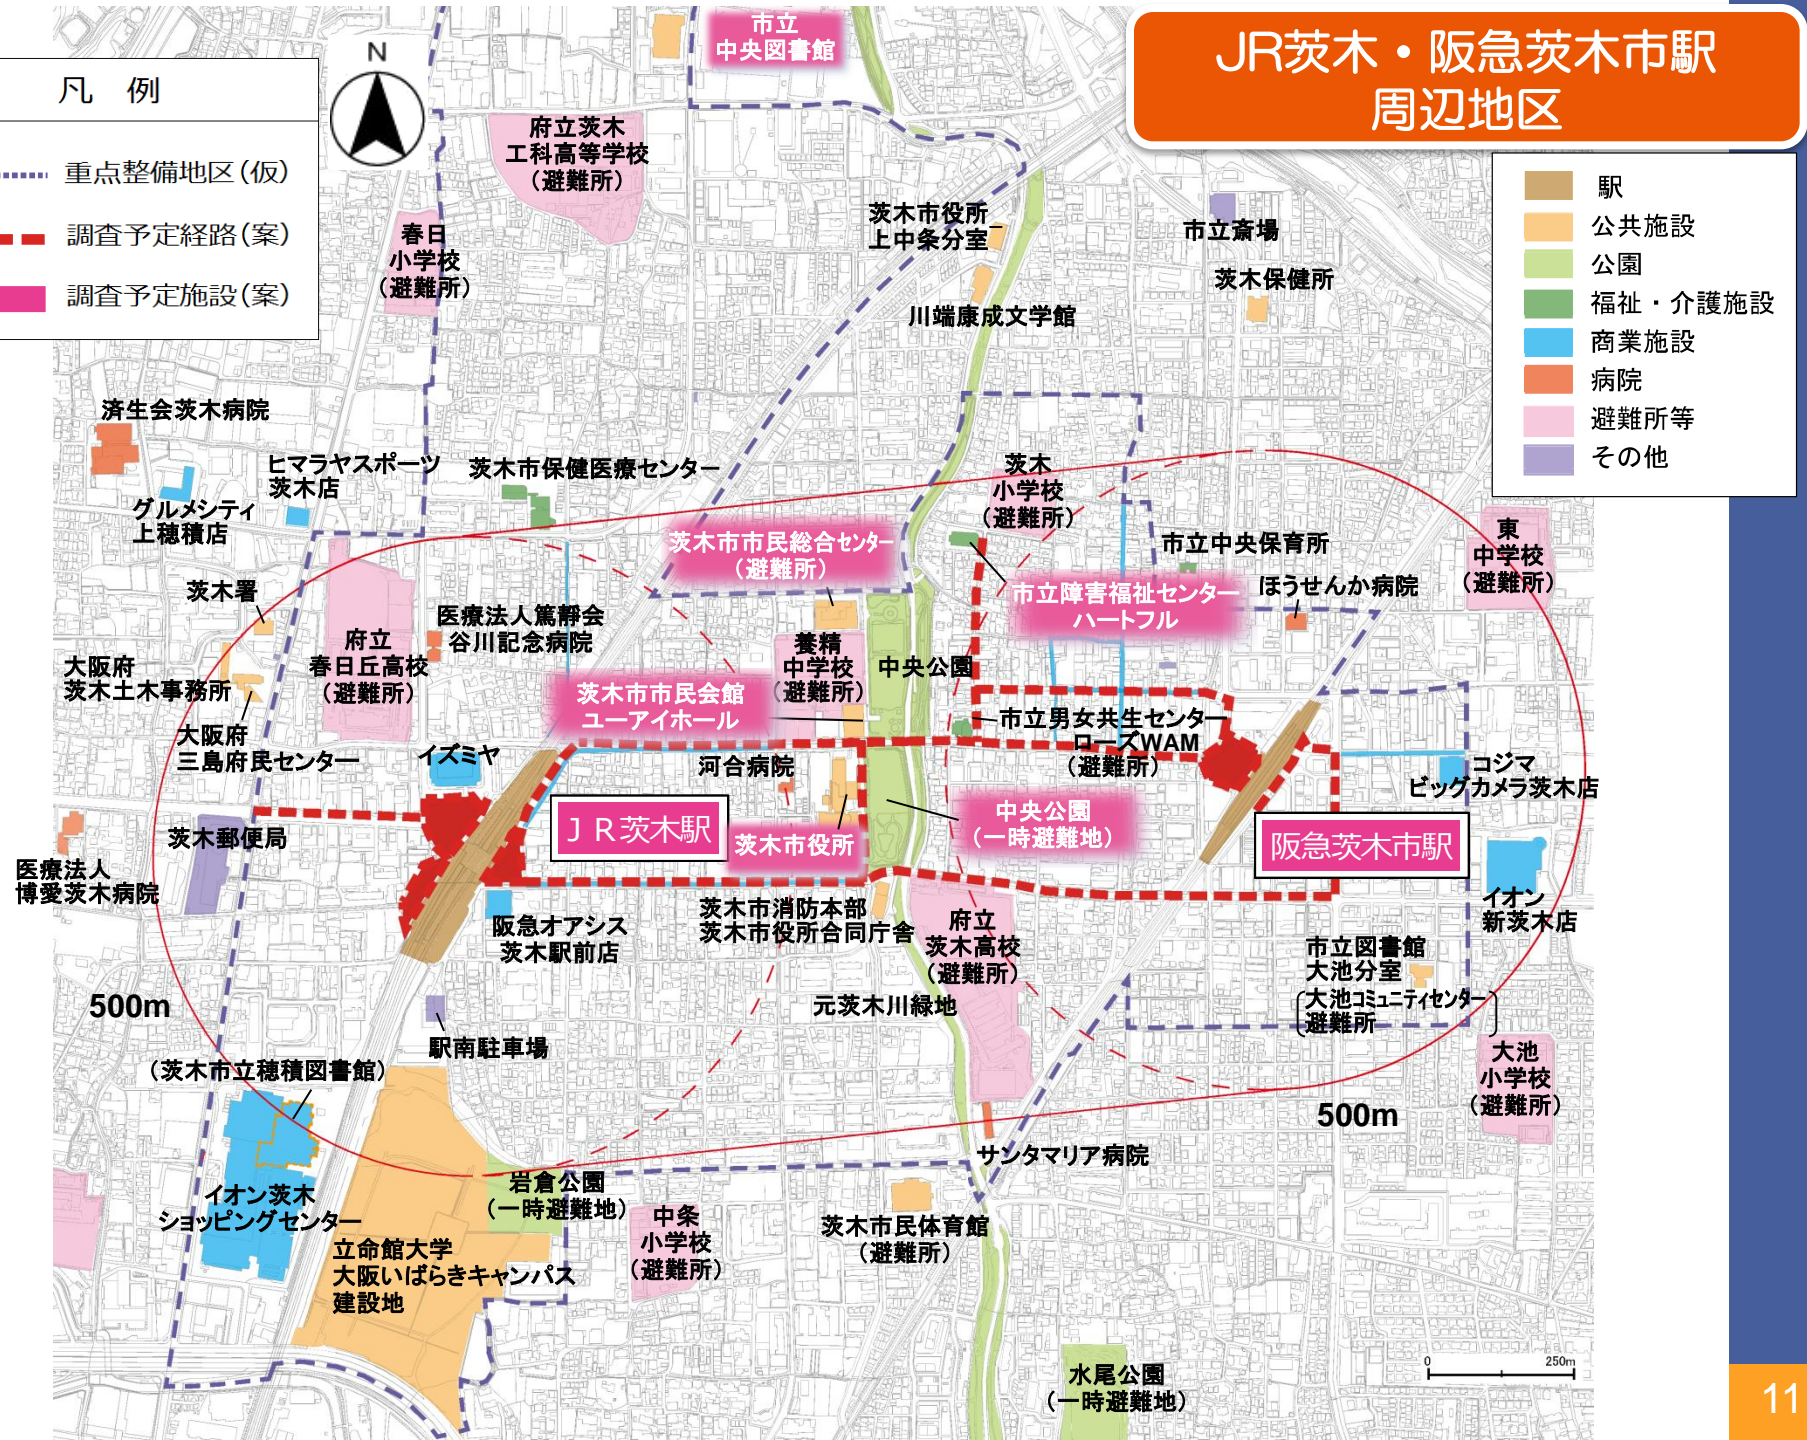 JR茨木・阪急茨木市駅
周辺地区
凡　例
重点整備地区（仮）
調査予定経路（案）
調査予定施設（案）
N
駅
公共施設
公園
福祉・介護施設
商業施設
病院
避難所等
その他
市立
中央図書館
府立茨木
工科高等学校
（避難所）
春日
小学校
（避難所）
茨木市役所
上中条分室
市立斎場
茨木保健所
川端康成文学館
済生会茨木病院
ヒマラヤスポーツ
茨木店
茨木市保健医療センター
グルメシティ
上穂積店
茨木
小学校
（避難所）
茨木市市民総合センター
（避難所）
市立中央保育所
東
中学校
（避難所）
茨木署
市立障害福祉センター
ハートフル
ほうせんか病院
医療法人篤靜会
谷川記念病院
府立
春日丘高校
（避難所）
養精
中学校
（避難所）
中央公園
大阪府
茨木土木事務所
茨木市市民会館
ユーアイホール
市立男女共生センター
ローズWAM
（避難所）
大阪府
三島府民センター
イズミヤ
河合病院
コジマ
ビッグカメラ茨木店
ＪＲ茨木駅
茨木市役所
中央公園
（一時避難地）
阪急茨木市駅
茨木郵便局
医療法人
博愛茨木病院
イオン
新茨木店
阪急オアシス
茨木駅前店
茨木市消防本部
茨木市役所合同庁舎
府立
茨木高校
（避難所）
市立図書館
大池分室
大池コミュニティセンター
避難所
500m
元茨木川緑地
駅南駐車場
（茨木市立穂積図書館）
大池
小学校
（避難所）
500m
サンタマリア病院
イオン茨木
ショッピングセンター
岩倉公園
（一時避難地）
中条
小学校
（避難所）
茨木市民体育館
（避難所）
立命館大学
大阪いばらきキャンパス
建設地
水尾公園
（一時避難地）
0
250m
11